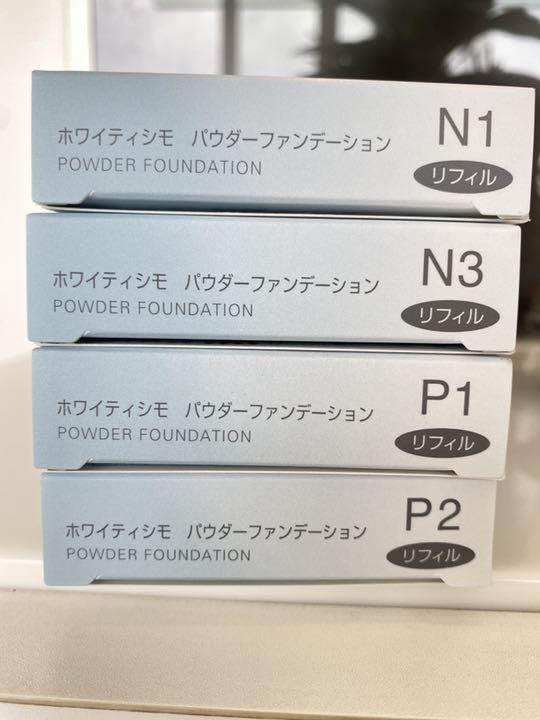 ホワイティシモ パウダーファンデーション N1
POWDER FOUNDATION リフィル
ホワイティシモ パウダーファンデーション N3
POWDER FOUNDATION リフィル
ホワイティシモ パウダーファンデーション P1
POWDER FOUNDATION リフィル
ホワイティシモ パウダーファンデーション P2
POWDER FOUNDATION リフィル